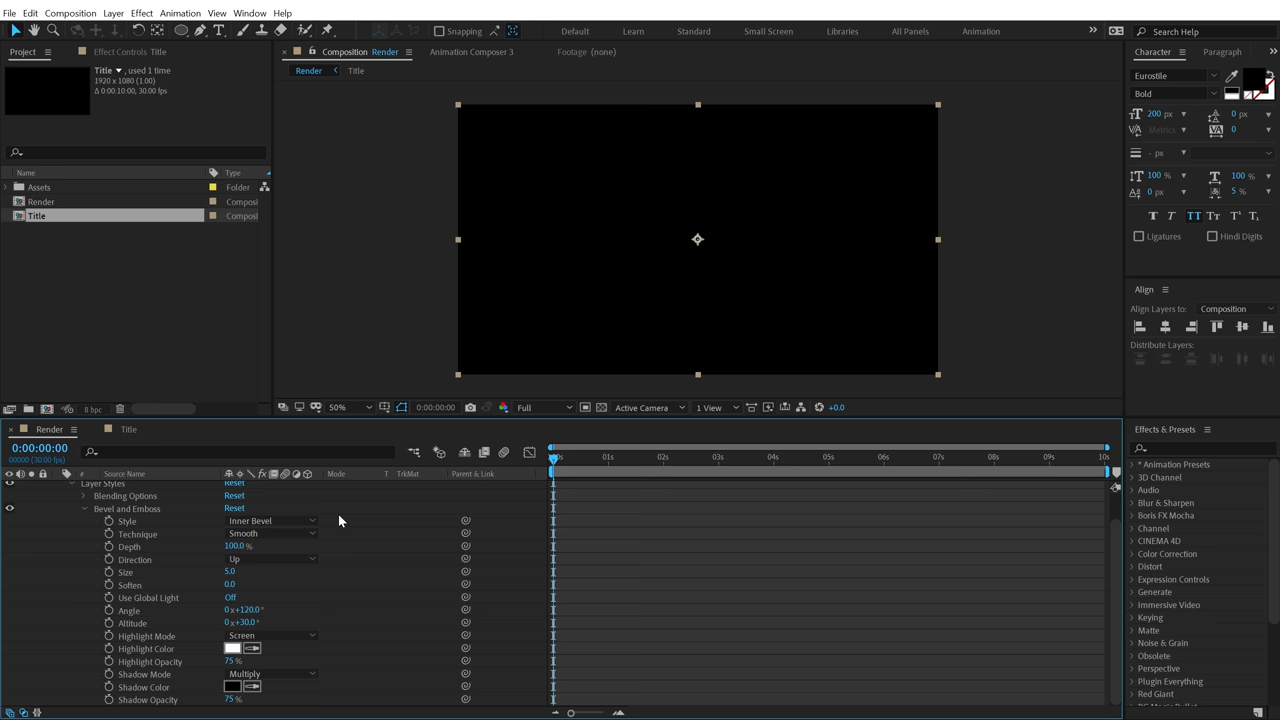 File Edit Composition Layer Effect Animation View Window Help
Snapping
Default Learn Standard Small Screen Libraries All Panels Animation
Search Help
Project Effect Controls Title
Composition Render Animation Composer 3 Footage (none)
Character Paragraph
Title , used 1 time
1920 x 1080 (1.00)
Δ 0:00:10:00, 30.00 fps
Render Title
Eurostile
Bold
200 px 0 px
Metrics 0
- px
100 % 100 %
0 px 5 %
T T TT Tt T¹ T₁
Ligatures Hindi Digits
Name Type
Assets Folder
Render Composi
Title Composi
Align
Align Layers to: Composition
Distribute Layers:
8 bpc
50% 0:00:00:00 Full Active Camera 1 View +0.0
Render Title
0:00:00:00
00000 (30.00 fps)
# Source Name Mode T TrkMat Parent & Link
01s 02s 03s 04s 05s 06s 07s 08s 09s 10s
Layer Styles Reset
Blending Options Reset
Bevel and Emboss Reset
Style Inner Bevel
Technique Smooth
Depth 100.0 %
Direction Up
Size 5.0
Soften 0.0
Use Global Light Off
Angle 0 x+120.0°
Altitude 0 x+30.0°
Highlight Mode Screen
Highlight Color
Highlight Opacity 75 %
Shadow Mode Multiply
Shadow Color
Shadow Opacity 75 %
Effects & Presets
* Animation Presets
3D Channel
Audio
Blur & Sharpen
Boris FX Mocha
Channel
CINEMA 4D
Color Correction
Distort
Expression Controls
Generate
Immersive Video
Keying
Matte
Noise & Grain
Obsolete
Perspective
Plugin Everything
Red Giant